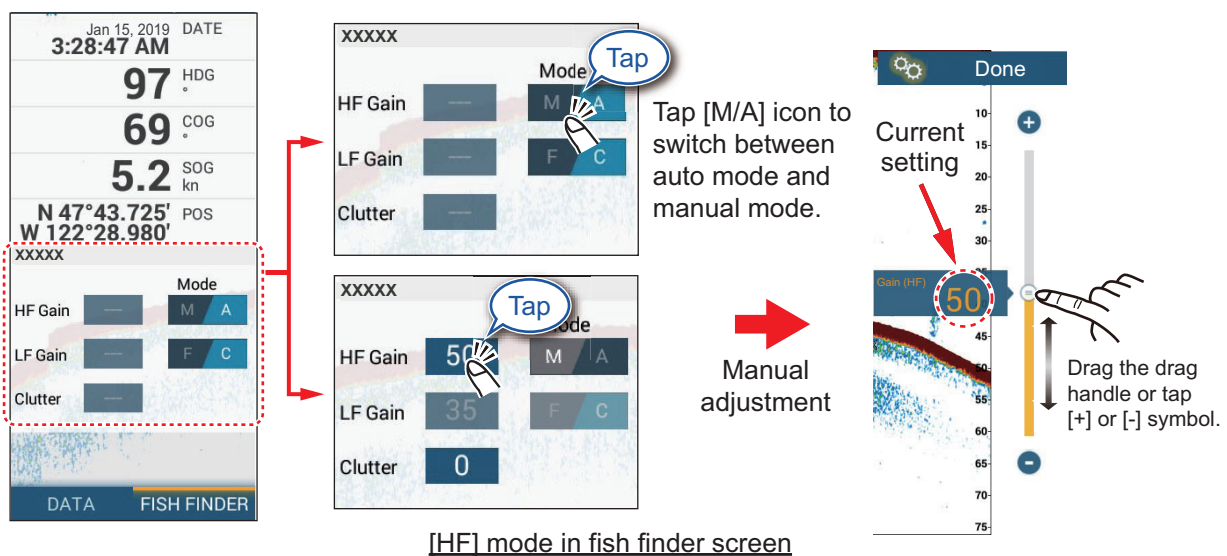 Jan 15, 2019 DATE
3:28:47 AM
97 HDG °
69 COG °
5.2 SOG kn
N 47°43.725' POS
W 122°28.980'
XXXXX
Mode
HF Gain --- M A
LF Gain --- F C
Clutter ---
DATA FISH FINDER
XXXXX
Tap
Mode
HF Gain --- M A
LF Gain --- F C
Clutter ---
Tap [M/A] icon to
switch between
auto mode and
manual mode.
XXXXX
Tap
ode
HF Gain 50 M A
LF Gain 35 F C
Clutter 0
Manual
adjustment
Done
Current
setting
Gain (HF)
50
10
15
20
25
30
45
50
55
60
65
70
75
+
=
-
Drag the drag
handle or tap
[+] or [-] symbol.
[HF] mode in fish finder screen